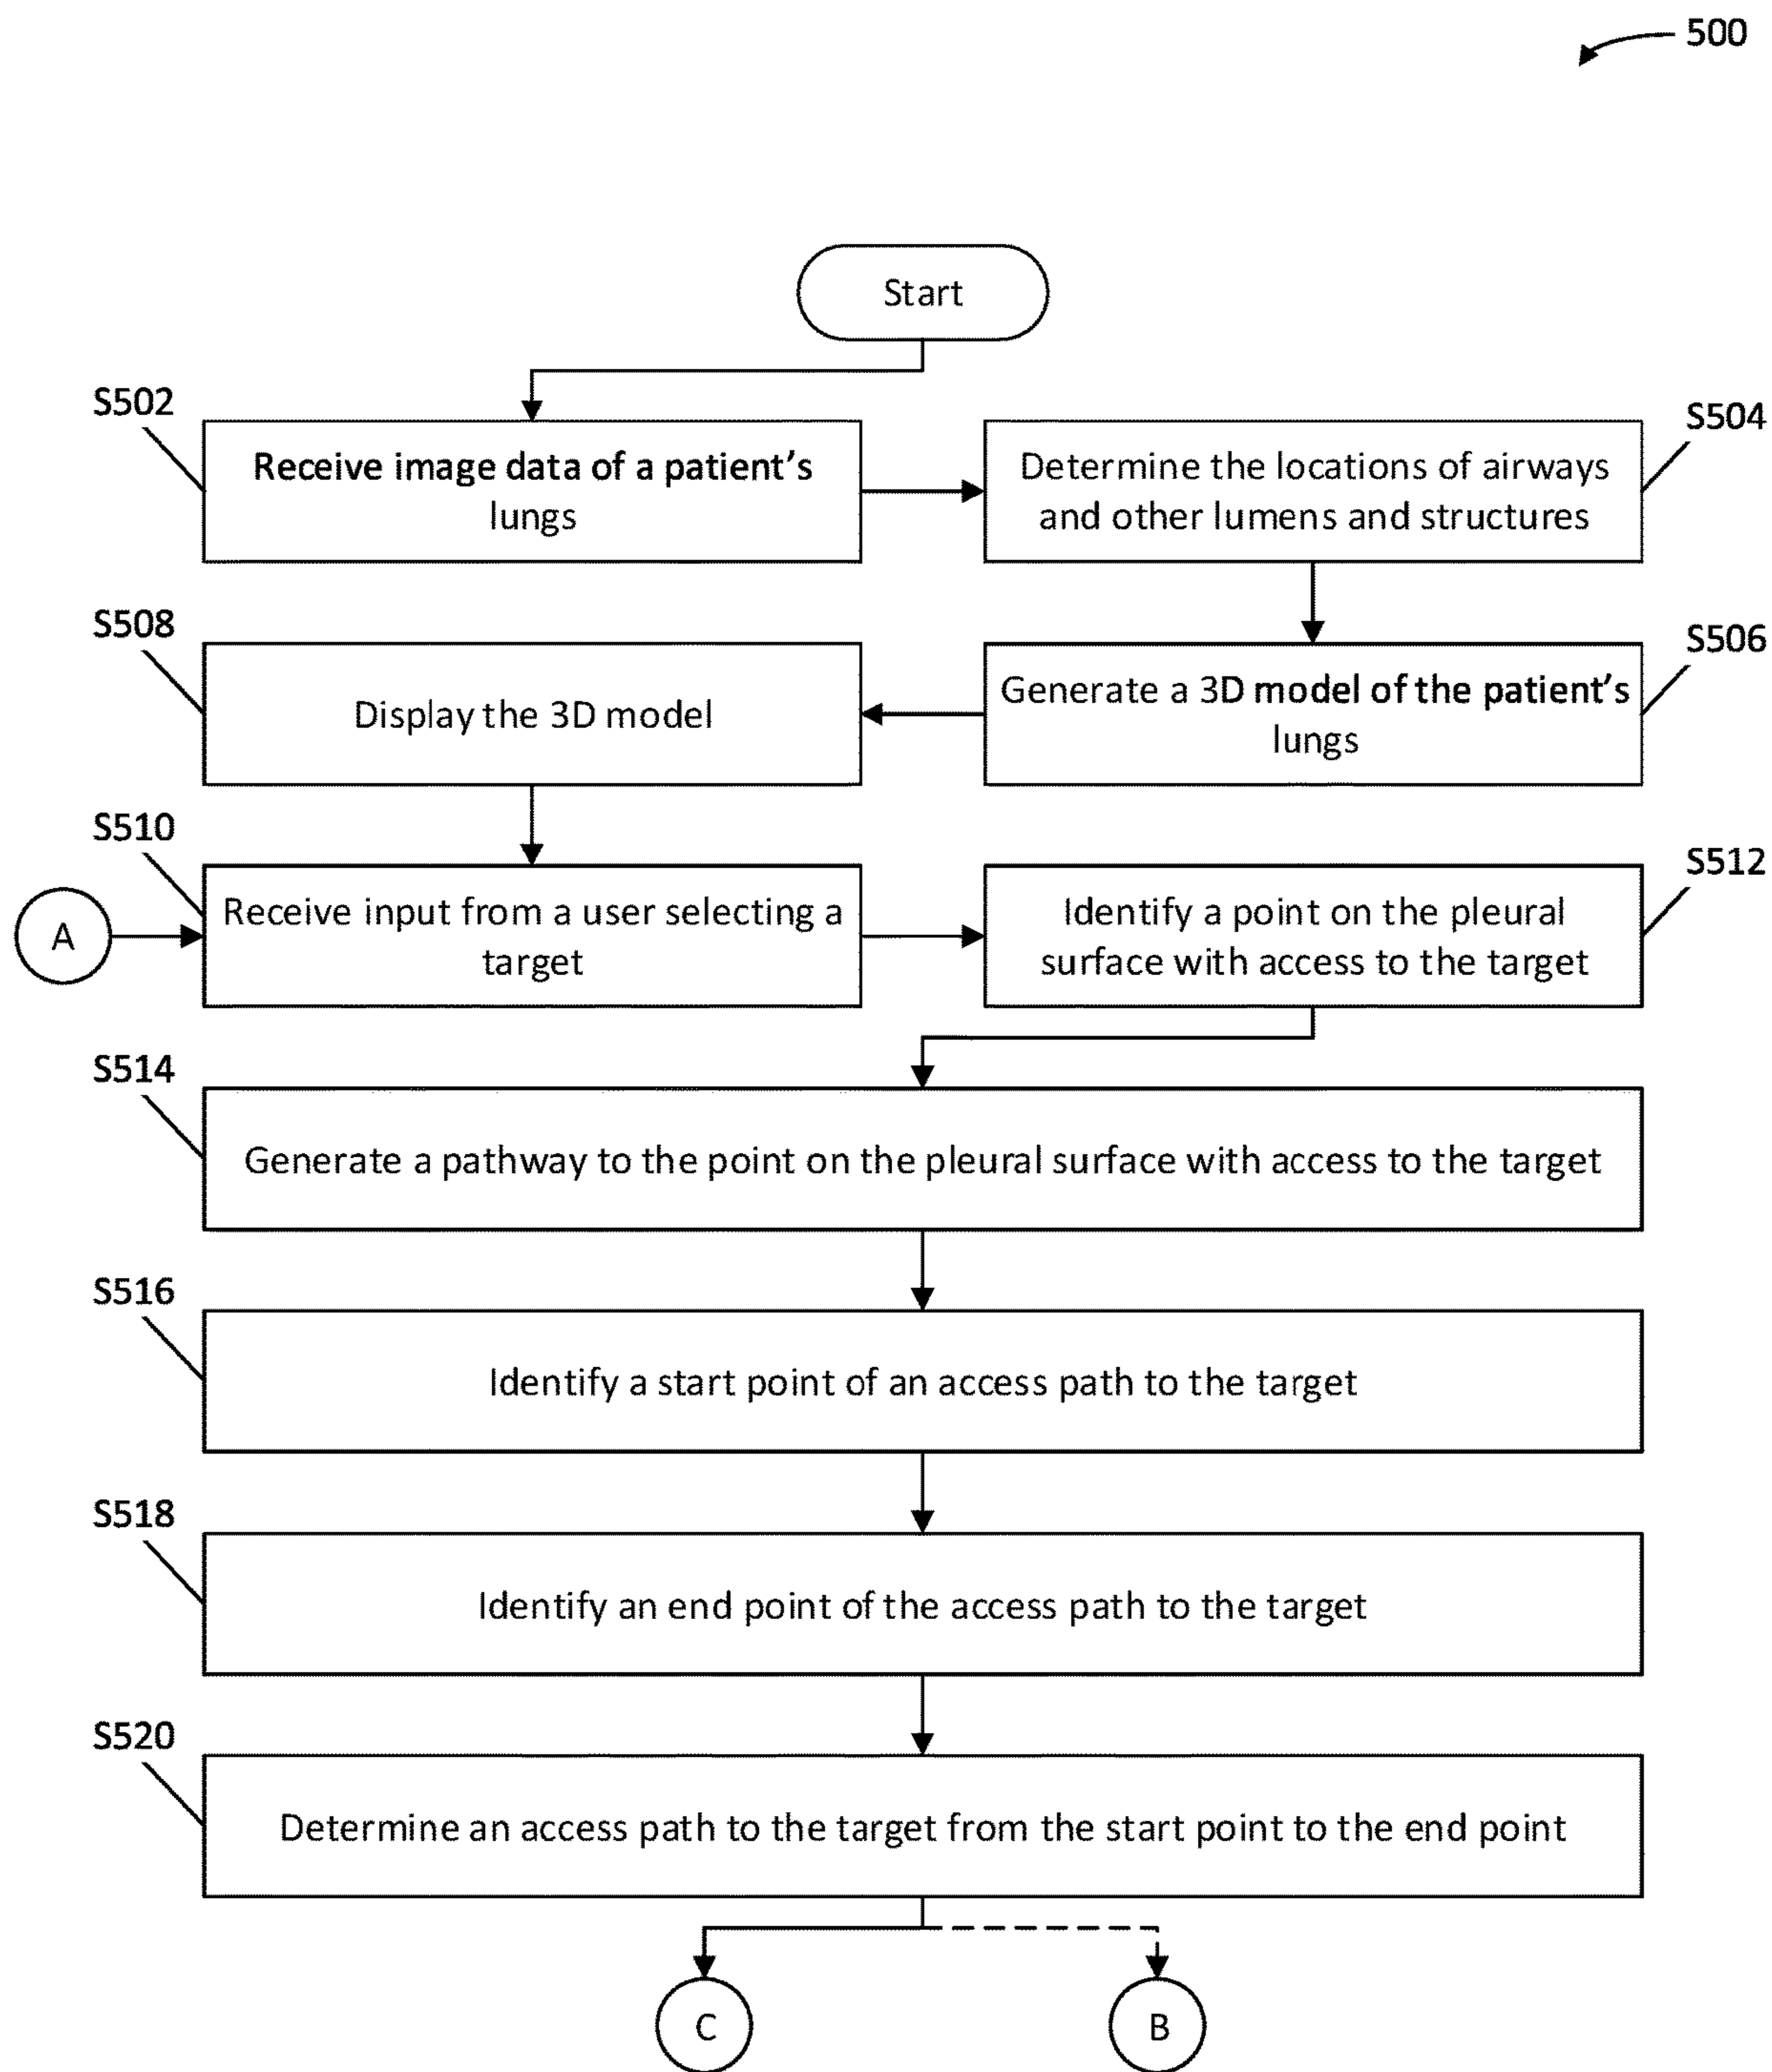 500
Start
S502
Receive image data of a patient's
lungs
S504
Determine the locations of airways
and other lumens and structures
S508
Display the 3D model
S506
Generate a 3D model of the patient's
lungs
S510
A
Receive input from a user selecting a
target
S512
Identify a point on the pleural
surface with access to the target
S514
Generate a pathway to the point on the pleural surface with access to the target
S516
Identify a start point of an access path to the target
S518
Identify an end point of the access path to the target
S520
Determine an access path to the target from the start point to the end point
C
B